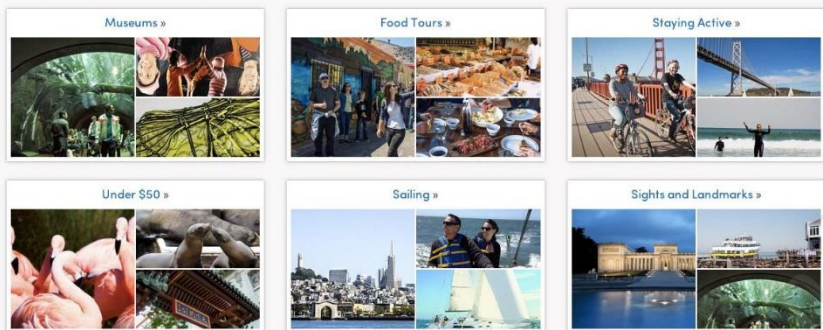 Museums »
Food Tours »
Staying Active »
Under $50 »
Sailing »
Sights and Landmarks »